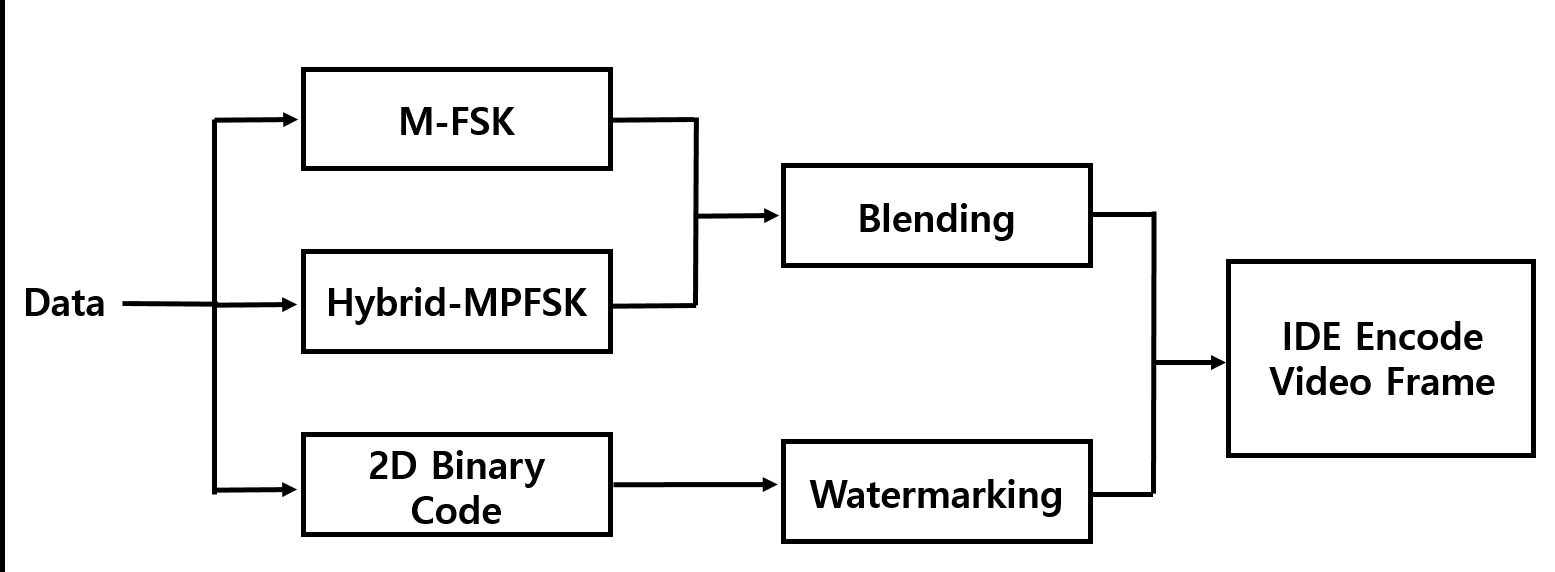 M-FSK
Blending
Data
Hybrid-MPFSK
IDE Encode
Video Frame
2D Binary
Code
Watermarking